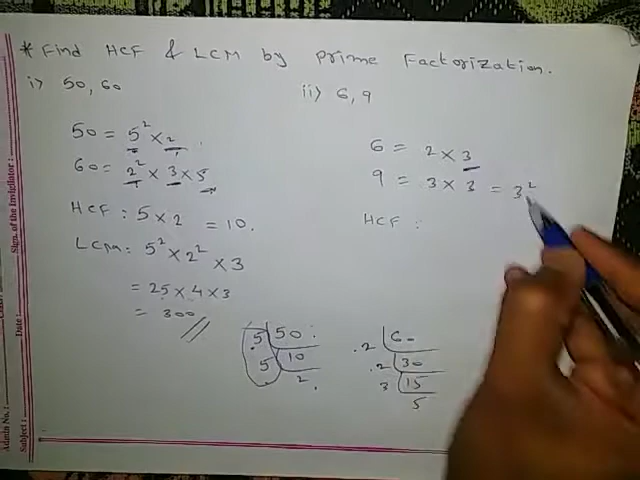 * Find HCF & LCM by prime Factorization.
i) 50, 60
50 = 5² × 2
60 = 2² × 3 × 5
HCF : 5 × 2 = 10.
LCM : 5² × 2² × 3
= 25 × 4 × 3
= 300 //
5 | 50
5 | 10
2
2 | 60
2 | 30
3 | 15
5
ii) 6, 9
6 = 2 × 3
9 = 3 × 3 = 3²
HCF :
Sign. of the Invigilator :
Date :
Admn No. :
Subject :